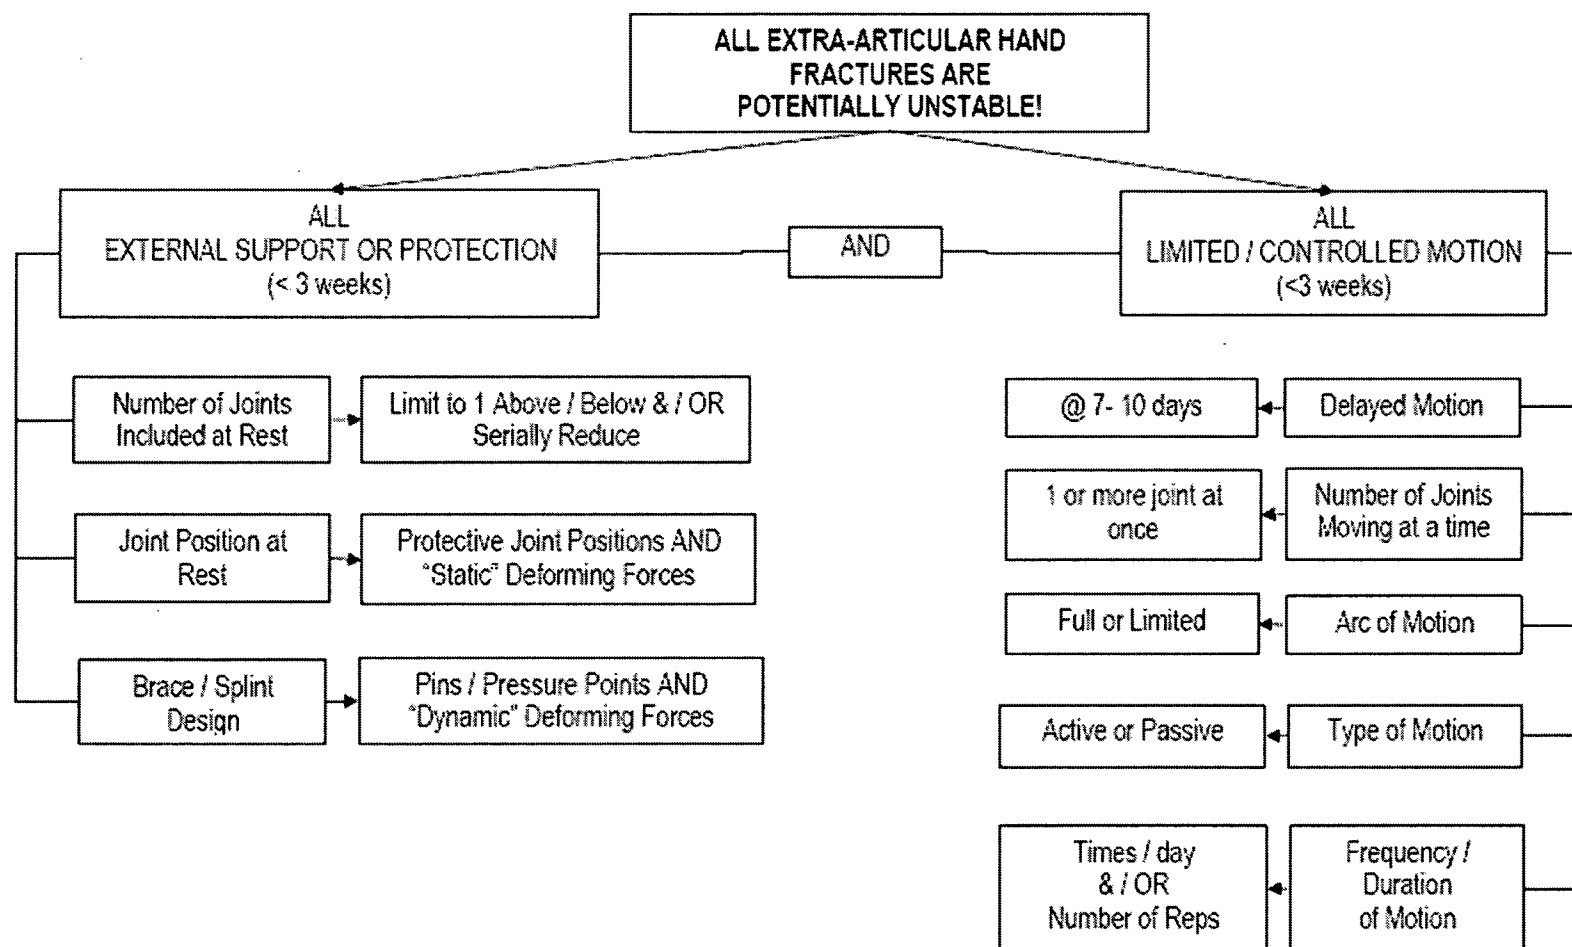 ALL EXTRA-ARTICULAR HAND
FRACTURES ARE
POTENTIALLY UNSTABLE!
ALL
EXTERNAL SUPPORT OR PROTECTION
(< 3 weeks)
AND
ALL
LIMITED / CONTROLLED MOTION
(<3 weeks)
Number of Joints
Included at Rest
Limit to 1 Above / Below & / OR
Serially Reduce
Joint Position at
Rest
Protective Joint Positions AND
"Static" Deforming Forces
Brace / Splint
Design
Pins / Pressure Points AND
"Dynamic" Deforming Forces
@ 7- 10 days
Delayed Motion
1 or more joint at
once
Number of Joints
Moving at a time
Full or Limited
Arc of Motion
Active or Passive
Type of Motion
Times / day
& / OR
Number of Reps
Frequency /
Duration
of Motion